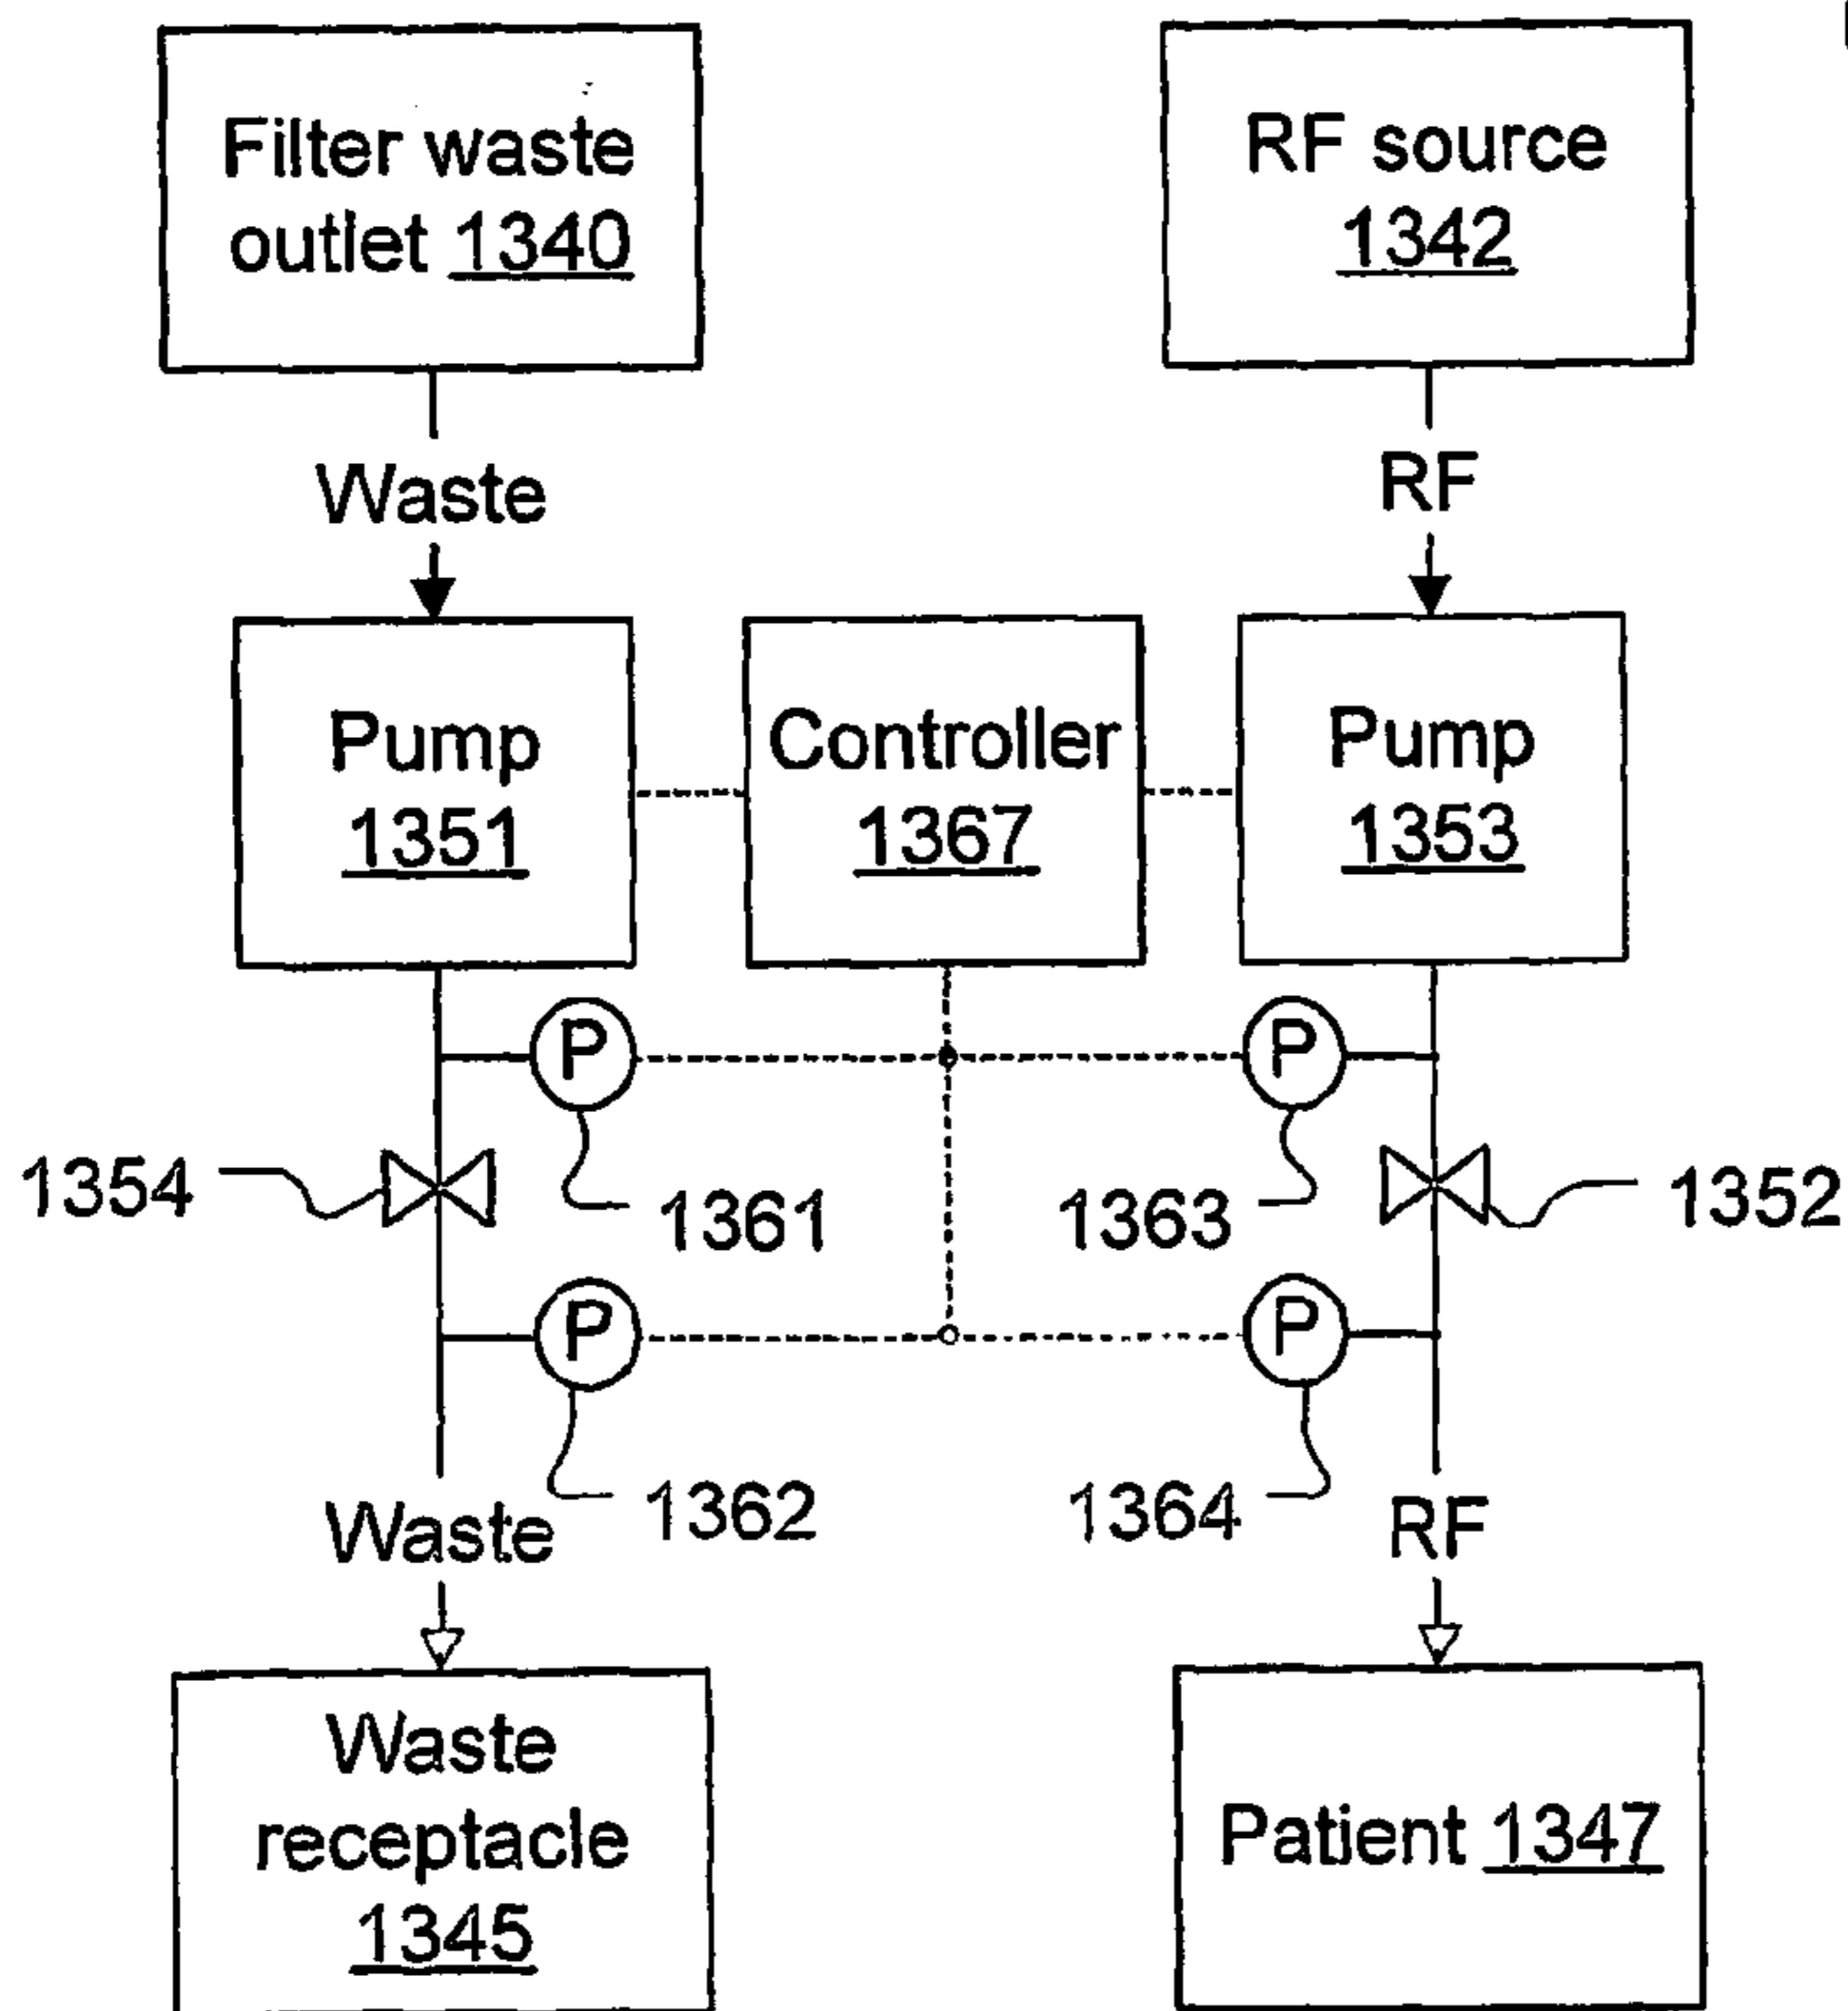 Filter waste
outlet 1340
RF source
1342
Waste
RF
Pump
1351
Controller
1367
Pump
1353
P
P
1354
1361
1363
1352
P
P
1362
1364
Waste
RF
Waste
receptacle
1345
Patient 1347